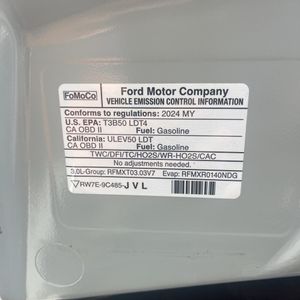 FoMoCo
Ford Motor Company
VEHICLE EMISSION CONTROL INFORMATION
Conforms to regulations: 2024 MY
U.S. EPA: T3B50 LDT4
CA OBD II Fuel: Gasoline
California: ULEV50 LDT
CA OBD II Fuel: Gasoline
TWC/DFI/TC/HO2S/WR-HO2S/CAC
No adjustments needed.
3.0L-Group: RFMXT03.03V7 Evap: RFMXR0140NDG
RW7E-9C485-JVL